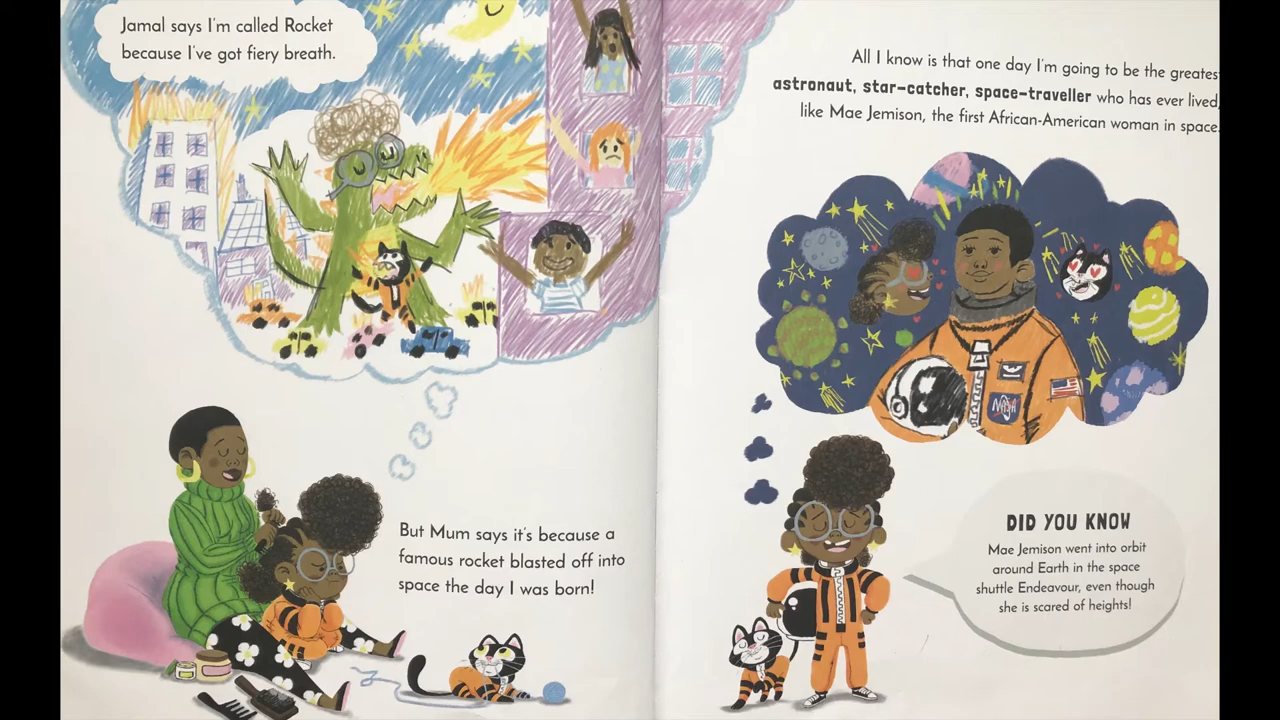 Jamal says I'm called Rocket
because I've got fiery breath.
But Mum says it's because a
famous rocket blasted off into
space the day I was born!
All I know is that one day I'm going to be the greates
astronaut, star-catcher, space-traveller who has ever lived,
like Mae Jemison, the first African-American woman in space.
NASA
DID YOU KNOW
Mae Jemison went into orbit
around Earth in the space
shuttle Endeavour, even though
she is scared of heights!